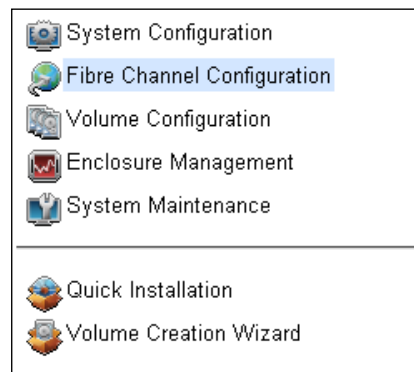 System Configuration
Fibre Channel Configuration
Volume Configuration
Enclosure Management
System Maintenance
Quick Installation
Volume Creation Wizard